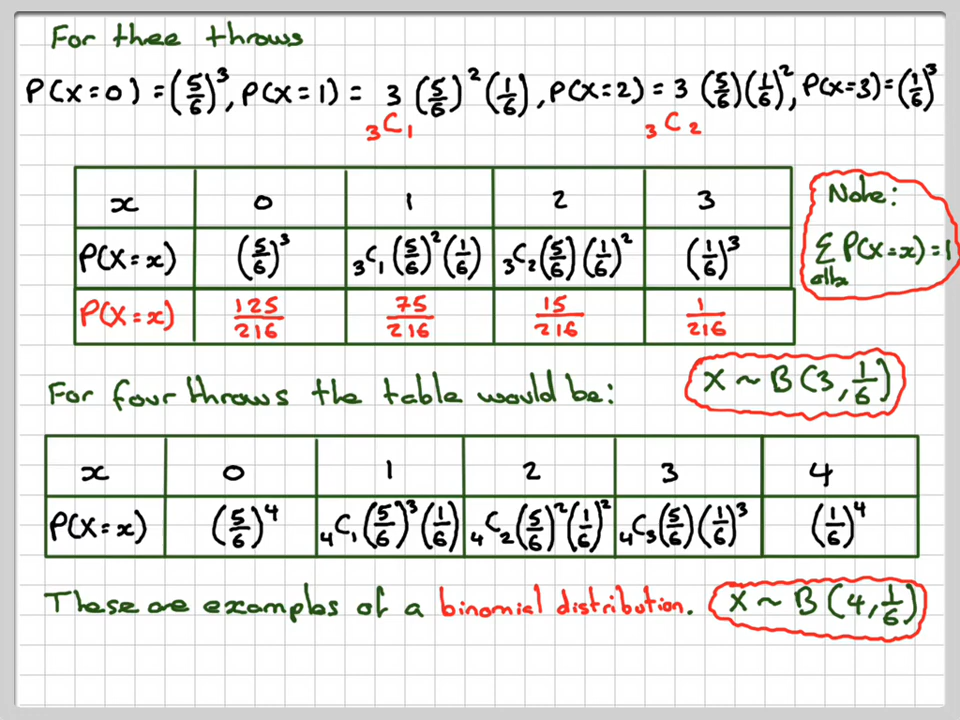 For thee throws
P(X=0) = (5/6)³, P(X=1) = 3 (5/6)² (1/6), P(X=2) = 3 (5/6)(1/6)², P(X=3) = (1/6)³
₃C₁ ₃C₂
x 0 1 2 3
P(X=x) (5/6)³ ₃C₁(5/6)²(1/6) ₃C₂(5/6)(1/6)² (1/6)³
P(X=x) 125/216 75/216 15/216 1/216
Note:
∑ P(X=x) = 1
all x
For four throws the table would be:
X ~ B(3, 1/6)
x 0 1 2 3 4
P(X=x) (5/6)⁴ ₄C₁(5/6)³(1/6) ₄C₂(5/6)²(1/6)² ₄C₃(5/6)(1/6)³ (1/6)⁴
These are examples of a binomial distribution.
X ~ B(4, 1/6)